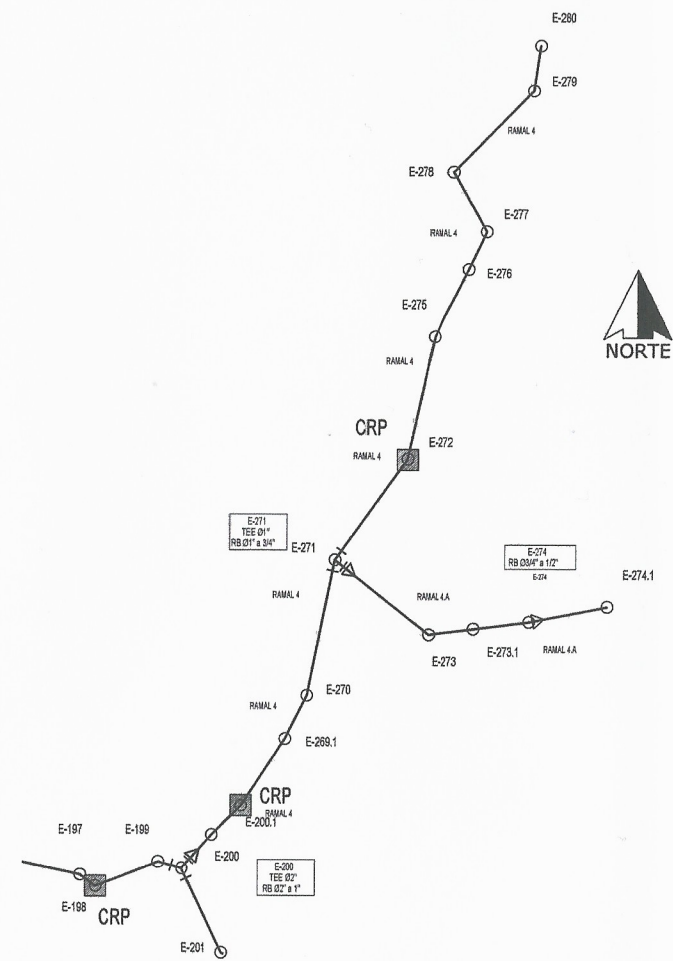 E-280
E-279
RAMAL 4
E-278
E-277
RAMAL 4
E-276
E-275
NORTE
RAMAL 4
CRP
E-272
RAMAL 4
E-271
TEE Ø1"
RB Ø1" a 3/4"
E-271
E-274
RB Ø3/4" a 1/2"
E-274
E-274.1
RAMAL 4
RAMAL 4.A
E-273
E-273.1
RAMAL 4.A
E-270
RAMAL 4
E-269.1
CRP
RAMAL 4
E-200.1
E-197
E-199
E-200
E-200
TEE Ø2"
RB Ø2" a 1"
E-198
CRP
E-201